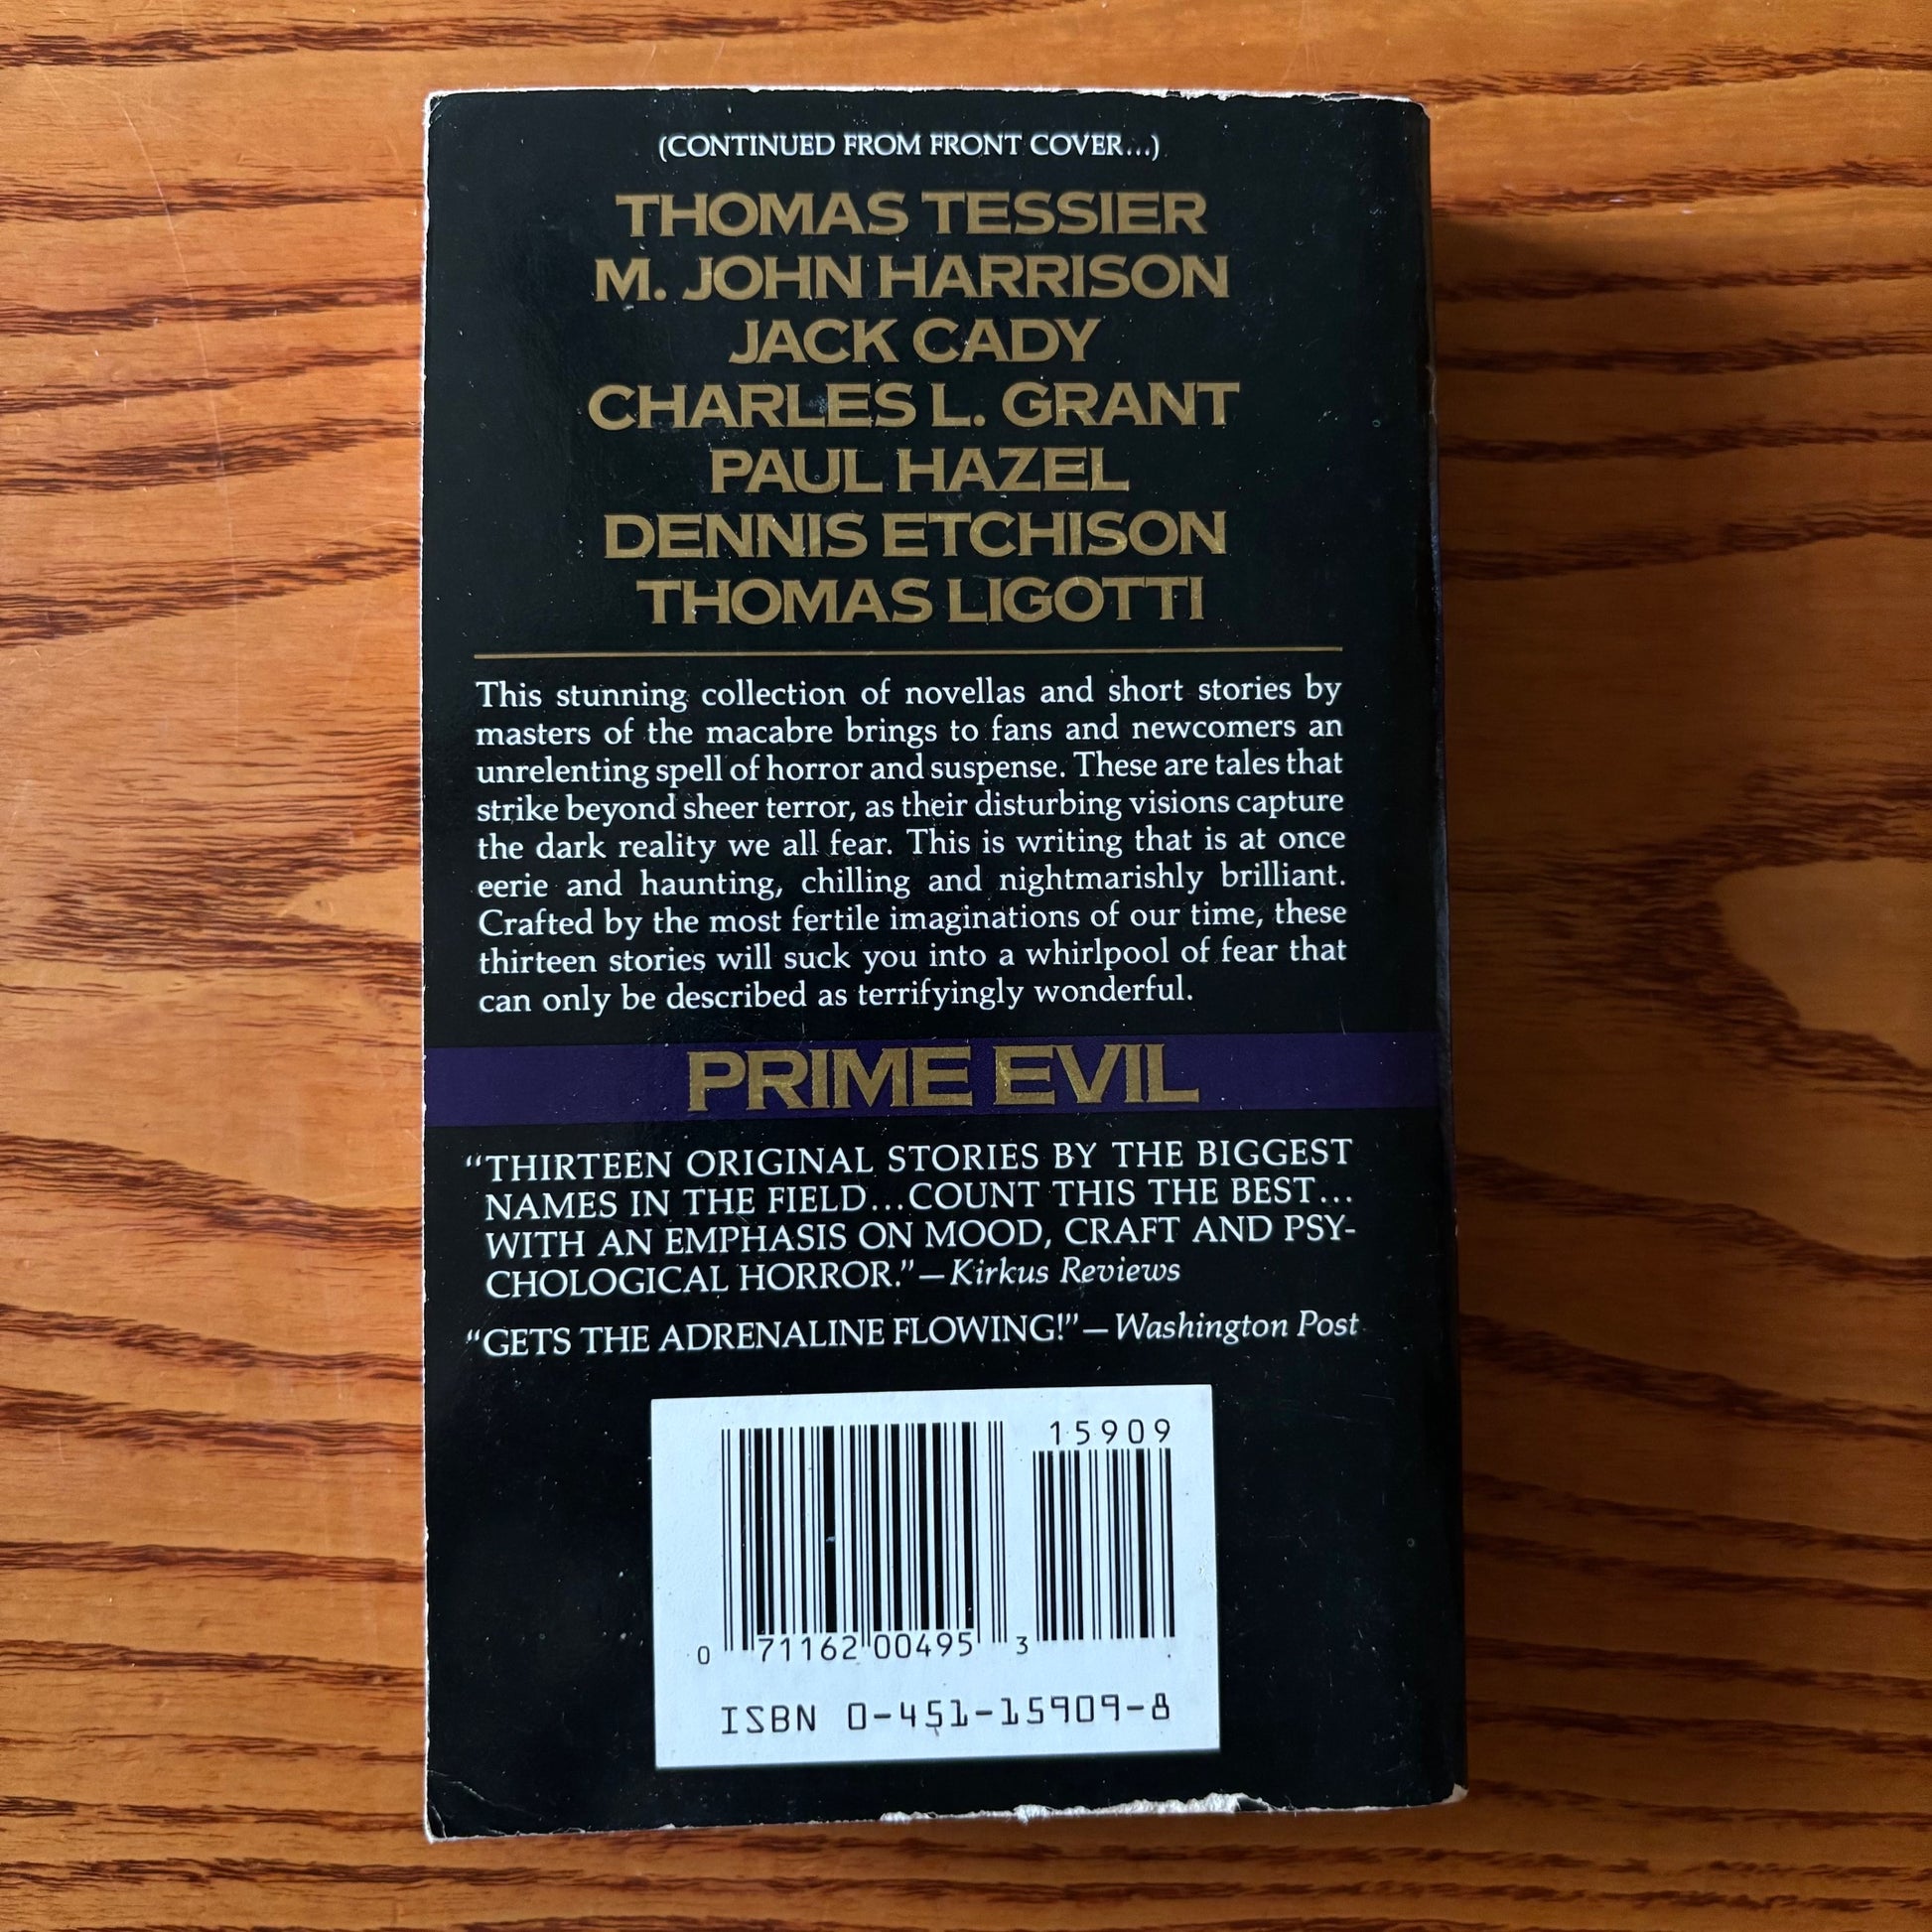 (CONTINUED FROM FRONT COVER...)
THOMAS TESSIER
M. JOHN HARRISON
JACK CADY
CHARLES L. GRANT
PAUL HAZEL
DENNIS ETCHISON
THOMAS LIGOTTI
This stunning collection of novellas and short stories by
masters of the macabre brings to fans and newcomers an
unrelenting spell of horror and suspense. These are tales that
strike beyond sheer terror, as their disturbing visions capture
the dark reality we all fear. This is writing that is at once
eerie and haunting, chilling and nightmarishly brilliant.
Crafted by the most fertile imaginations of our time, these
thirteen stories will suck you into a whirlpool of fear that
can only be described as terrifyingly wonderful.
PRIME EVIL
“THIRTEEN ORIGINAL STORIES BY THE BIGGEST
NAMES IN THE FIELD...COUNT THIS THE BEST...
WITH AN EMPHASIS ON MOOD, CRAFT AND PSY-
CHOLOGICAL HORROR.”—Kirkus Reviews
“GETS THE ADRENALINE FLOWING!”—Washington Post
15909
0 71162 00495 3
ISBN 0-451-15909-8